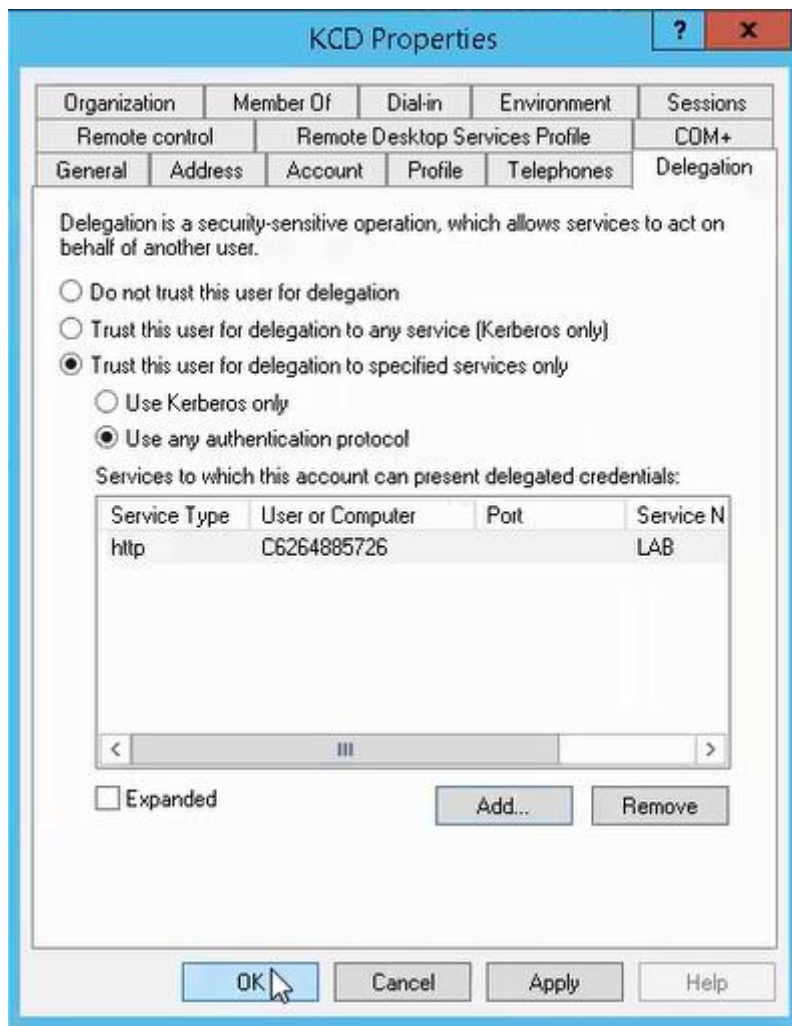 KCD Properties
?
x
Organization Member Of Dial-in Environment Sessions
Remote control Remote Desktop Services Profile COM+
General Address Account Profile Telephones Delegation
Delegation is a security-sensitive operation, which allows services to act on
behalf of another user.
Do not trust this user for delegation
Trust this user for delegation to any service (Kerberos only)
Trust this user for delegation to specified services only
Use Kerberos only
Use any authentication protocol
Services to which this account can present delegated credentials:
Service Type User or Computer Port Service N
http C6264885726 LAB
Expanded
Add... Remove
OK Cancel Apply Help